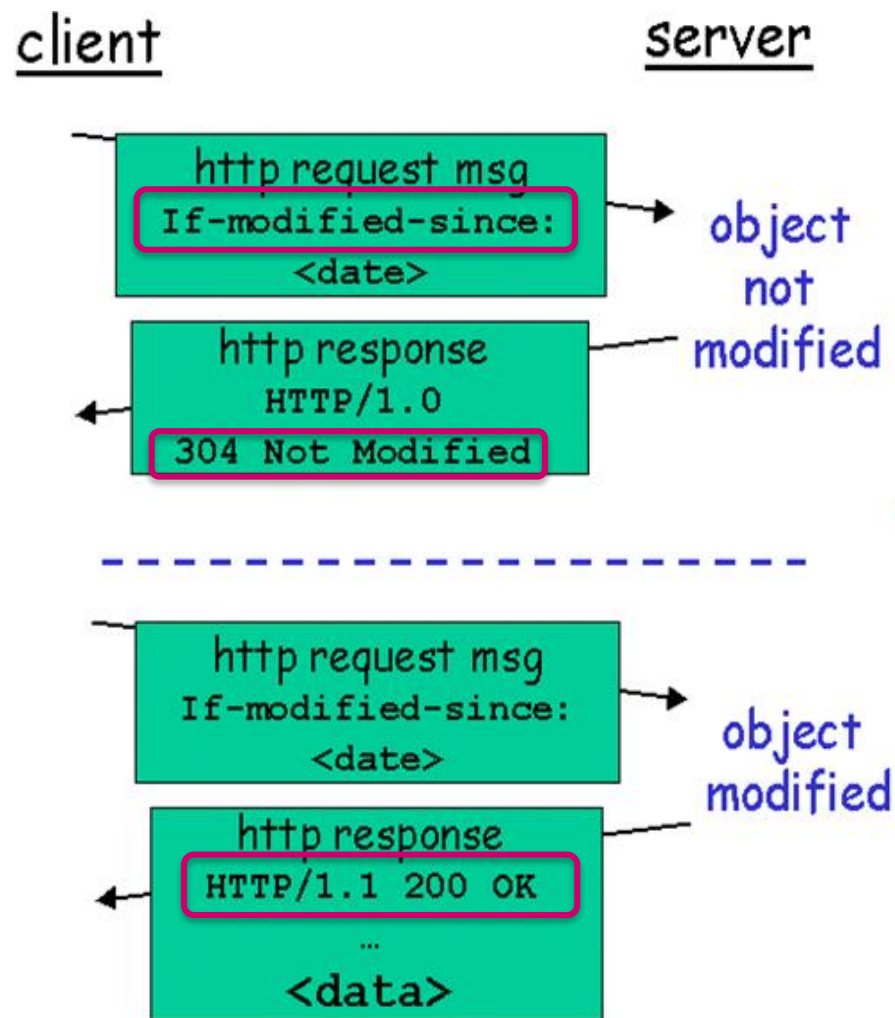 client
server
http request msg
If-modified-since:
<date>
object
not
modified
http response
HTTP/1.0
304 Not Modified
http request msg
If-modified-since:
<date>
object
modified
http response
HTTP/1.1 200 OK
…
<data>